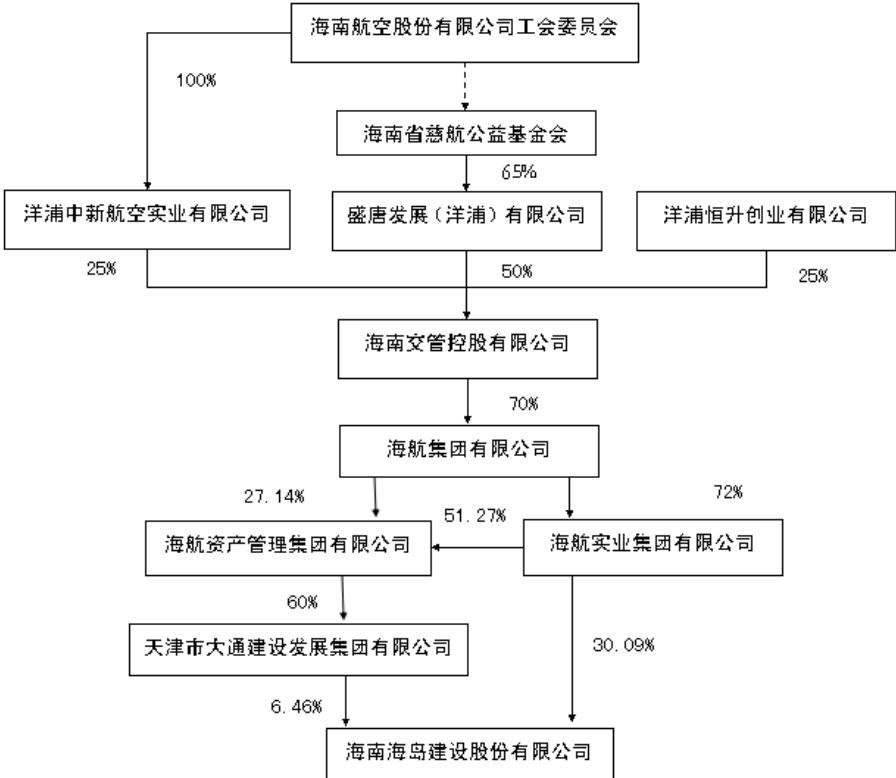 海南航空股份有限公司工会委员会
100%
海南省慈航公益基金会
65%
洋浦中新航空实业有限公司
盛唐发展（洋浦）有限公司
洋浦恒升创业有限公司
25%
50%
25%
海南交管控股有限公司
70%
海航集团有限公司
27.14%
51.27%
72%
海航资产管理集团有限公司
海航实业集团有限公司
60%
天津市大通建设发展集团有限公司
30.09%
6.46%
海南海岛建设股份有限公司